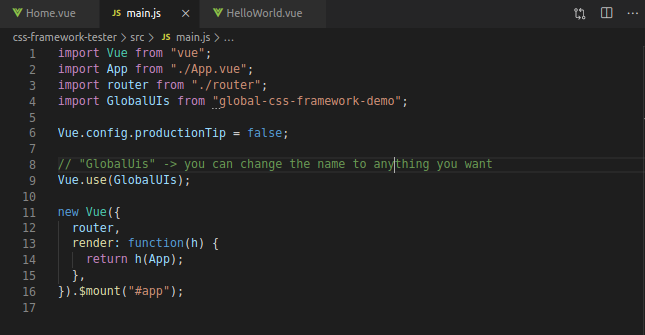 Home.vue JS main.js × HelloWorld.vue ...
css-framework-tester > src > JS main.js > ...
1 import Vue from "vue";
2 import App from "./App.vue";
3 import router from "./router";
4 import GlobalUIs from "global-css-framework-demo";
5
6 Vue.config.productionTip = false;
7
8 // "GlobalUis" -> you can change the name to anything you want
9 Vue.use(GlobalUIs);
10
11 new Vue({
12 router,
13 render: function(h) {
14 return h(App);
15 },
16 }).$mount("#app");
17